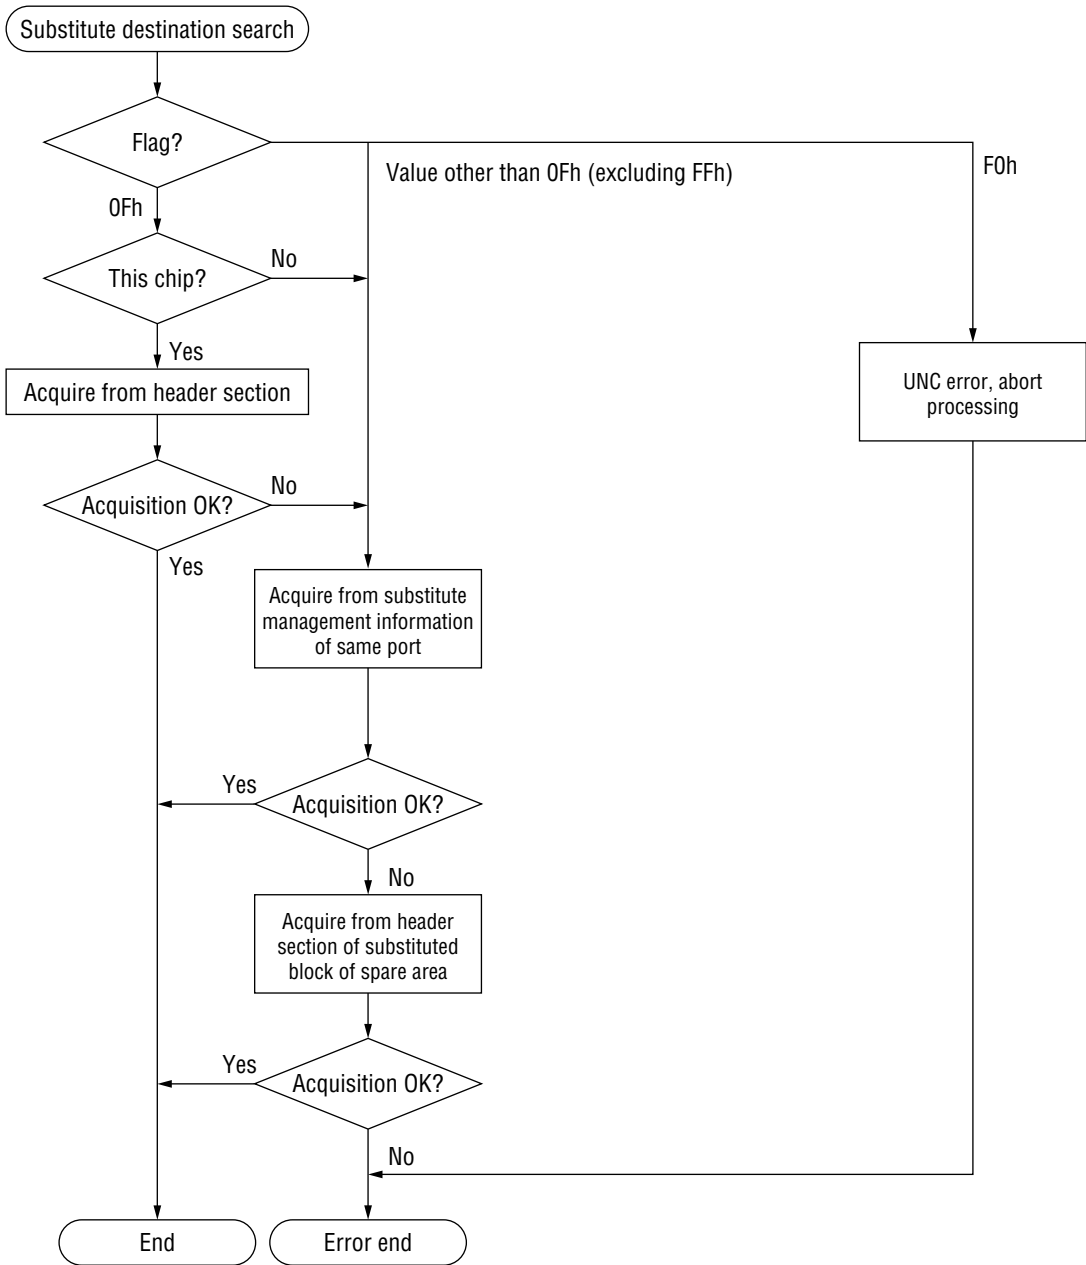 Substitute destination search
Flag?
Value other than 0Fh (excluding FFh)
F0h
0Fh
This chip?
No
Yes
Acquire from header section
UNC error, abort
processing
Acquisition OK?
No
Yes
Acquire from substitute
management information
of same port
Yes
Acquisition OK?
No
Acquire from header
section of substituted
block of spare area
Yes
Acquisition OK?
No
End
Error end